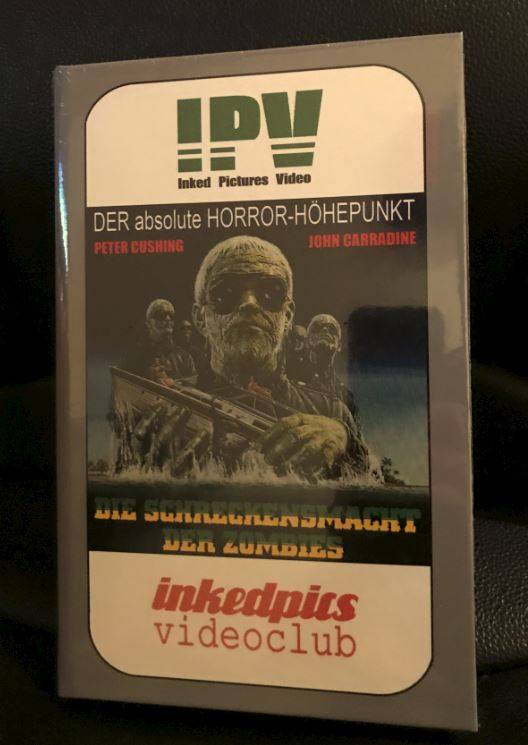 IPV
Inked Pictures Video
DER absolute HORROR-HÖHEPUNKT
PETER CUSHING JOHN CARRADINE
DIE SCHRECKENSMACHT
DER ZOMBIES
inkedpics
videoclub